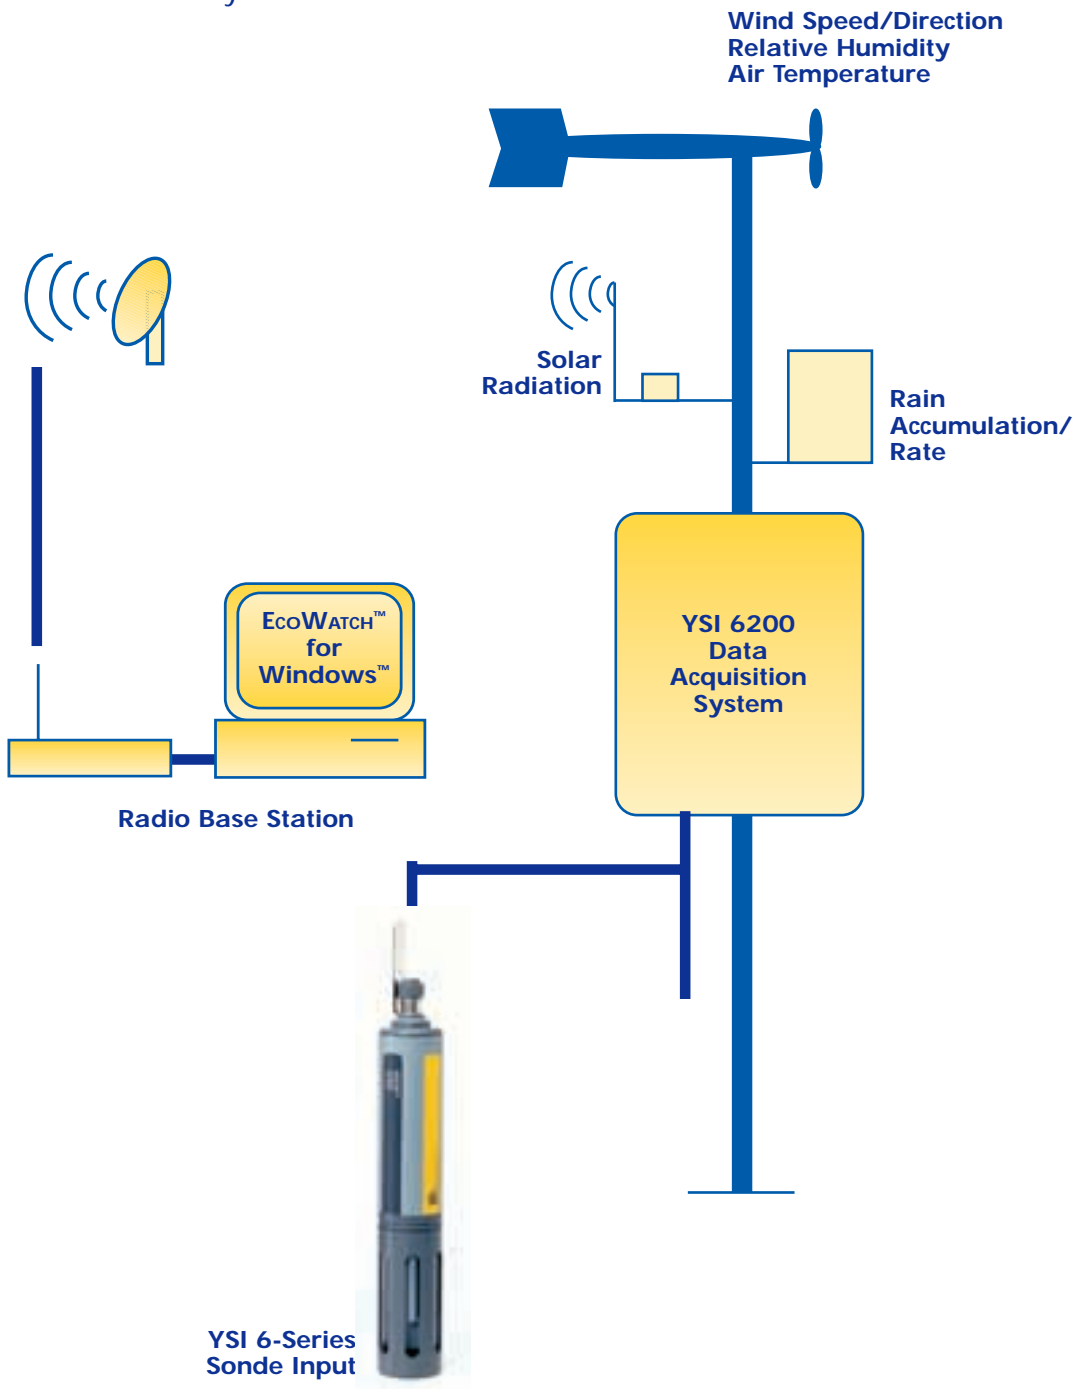 Wind Speed/Direction
Relative Humidity
Air Temperature
Solar
Radiation
Rain
Accumulation/
Rate
ECOWATCH™
for
Windows™
YSI 6200
Data
Acquisition
System
Radio Base Station
YSI 6-Series
Sonde Input